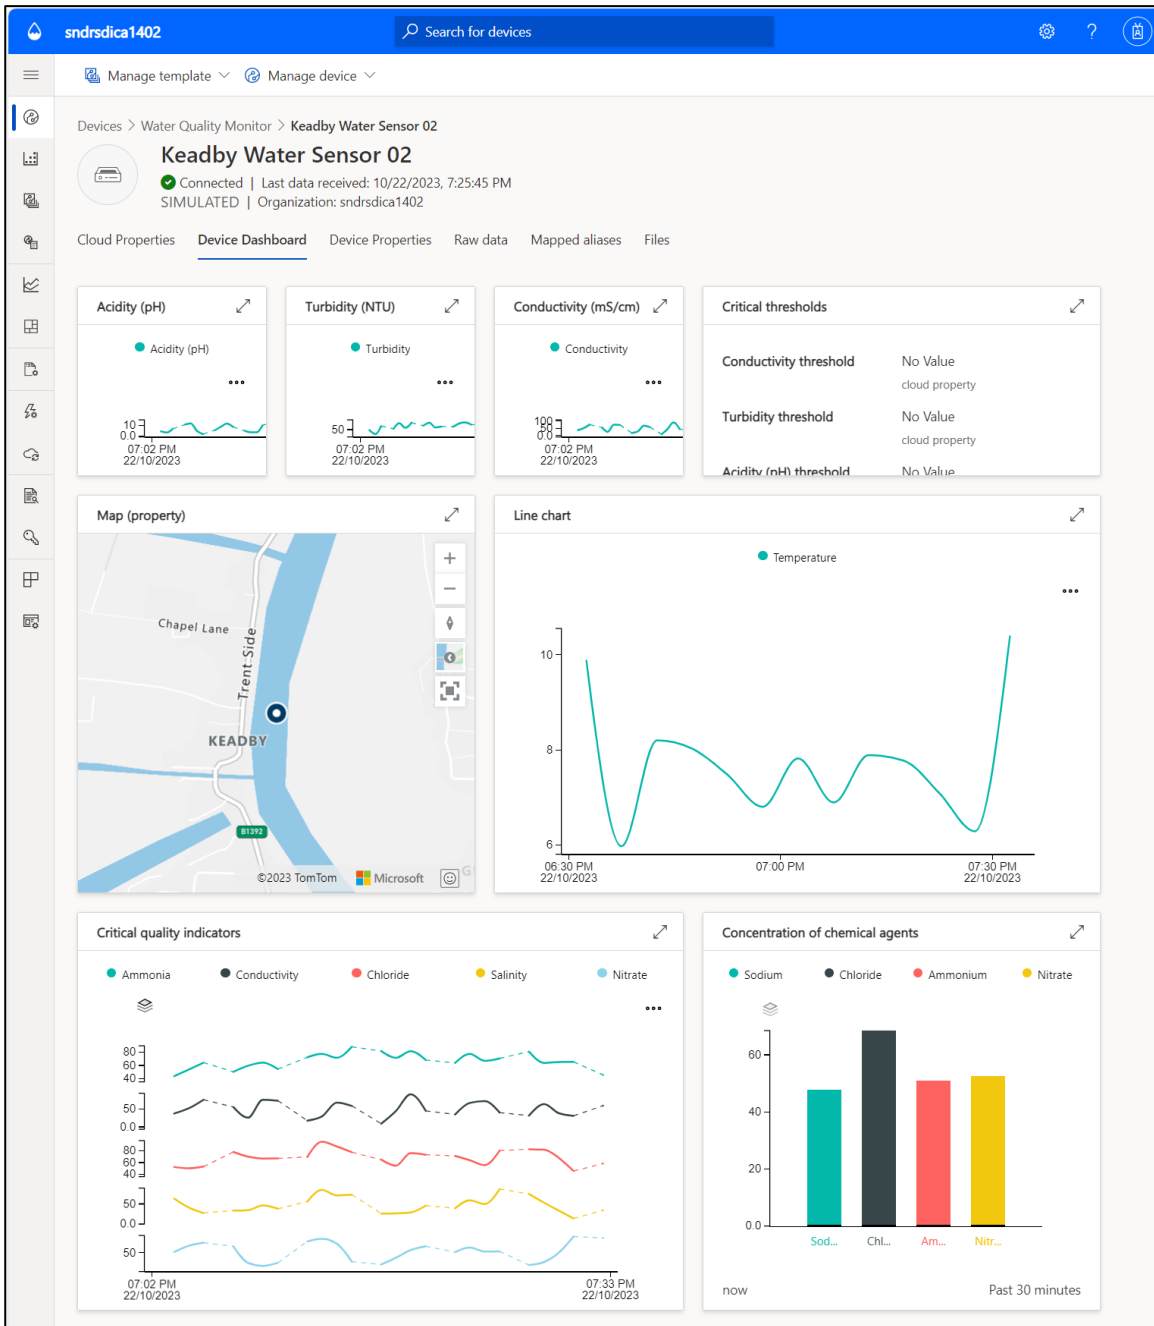 sndrsdica1402
Search for devices
?
Manage template
Manage device
Devices > Water Quality Monitor > Keadby Water Sensor 02
Keadby Water Sensor 02
Connected | Last data received: 10/22/2023, 7:25:45 PM
SIMULATED | Organization: sndrsdica1402
Cloud Properties Device Dashboard Device Properties Raw data Mapped aliases Files
Acidity (pH)
Acidity (pH)
10
0.0
07:02 PM
22/10/2023
Turbidity (NTU)
Turbidity
50
07:02 PM
22/10/2023
Conductivity (mS/cm)
Conductivity
100
50
0.0
07:02 PM
22/10/2023
Critical thresholds
Conductivity threshold No Value
cloud property
Turbidity threshold No Value
cloud property
Acidity (pH) threshold No Value
Map (property)
Chapel Lane
Trent Side
KEADBY
B1392
©2023 TomTom Microsoft
G
Line chart
Temperature
10
8
6
06:30 PM 07:00 PM 07:30 PM
22/10/2023 22/10/2023
Critical quality indicators
Ammonia Conductivity Chloride Salinity Nitrate
80
60
40
50
0.0
80
60
40
50
0.0
50
07:02 PM 07:33 PM
22/10/2023 22/10/2023
Concentration of chemical agents
Sodium Chloride Ammonium Nitrate
60
40
20
0.0
Sod... Chl... Am... Nitr...
now Past 30 minutes